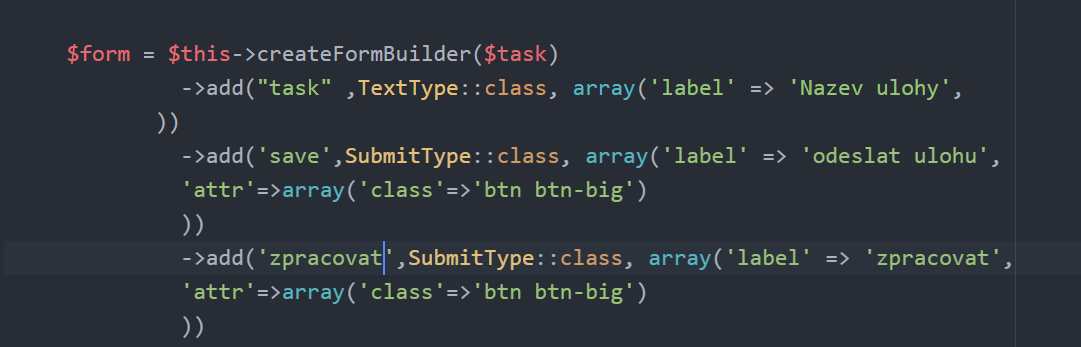 $form = $this->createFormBuilder($task)
->add("task" ,TextType::class, array('label' => 'Nazev ulohy',
))
->add('save',SubmitType::class, array('label' => 'odeslat ulohu',
'attr'=>array('class'=>'btn btn-big')
))
->add('zpracovat',SubmitType::class, array('label' => 'zpracovat',
'attr'=>array('class'=>'btn btn-big')
))